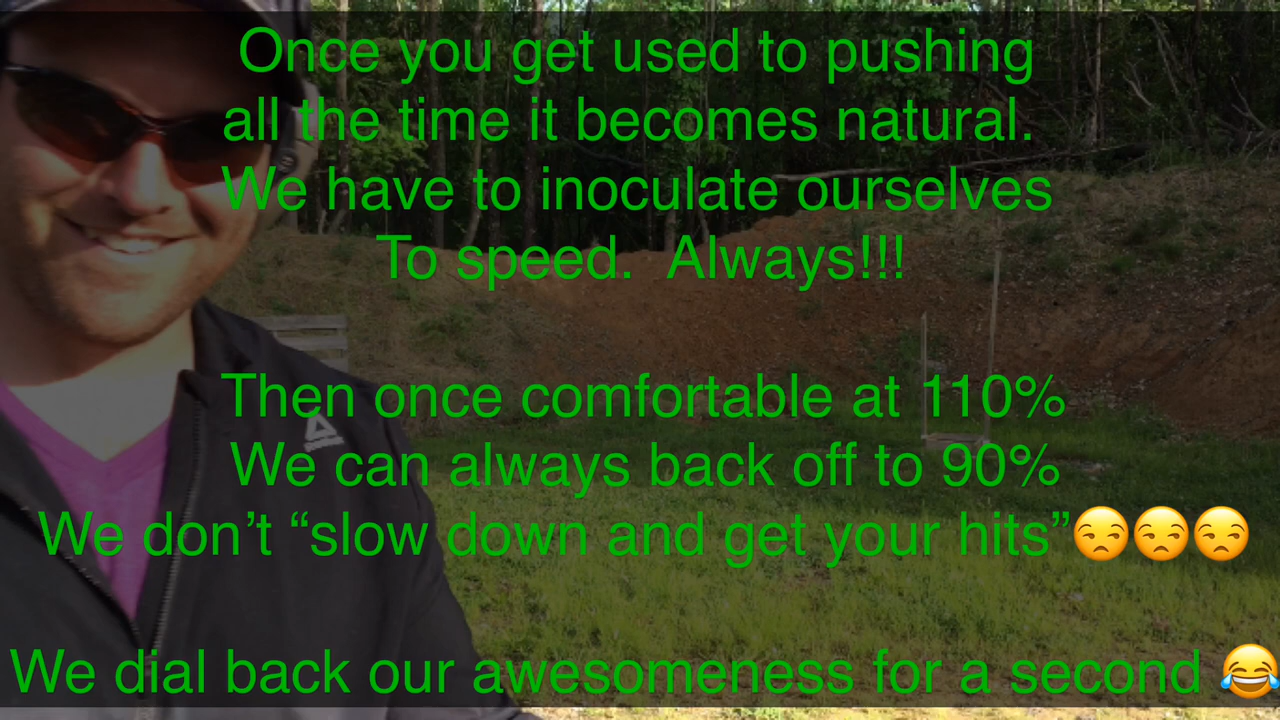 Once you get used to pushing
all the time it becomes natural.
We have to inoculate ourselves
To speed. Always!!!
Then once comfortable at 110%
We can always back off to 90%
We don’t “slow down and get your hits”😒😒😒
We dial back our awesomeness for a second 😂